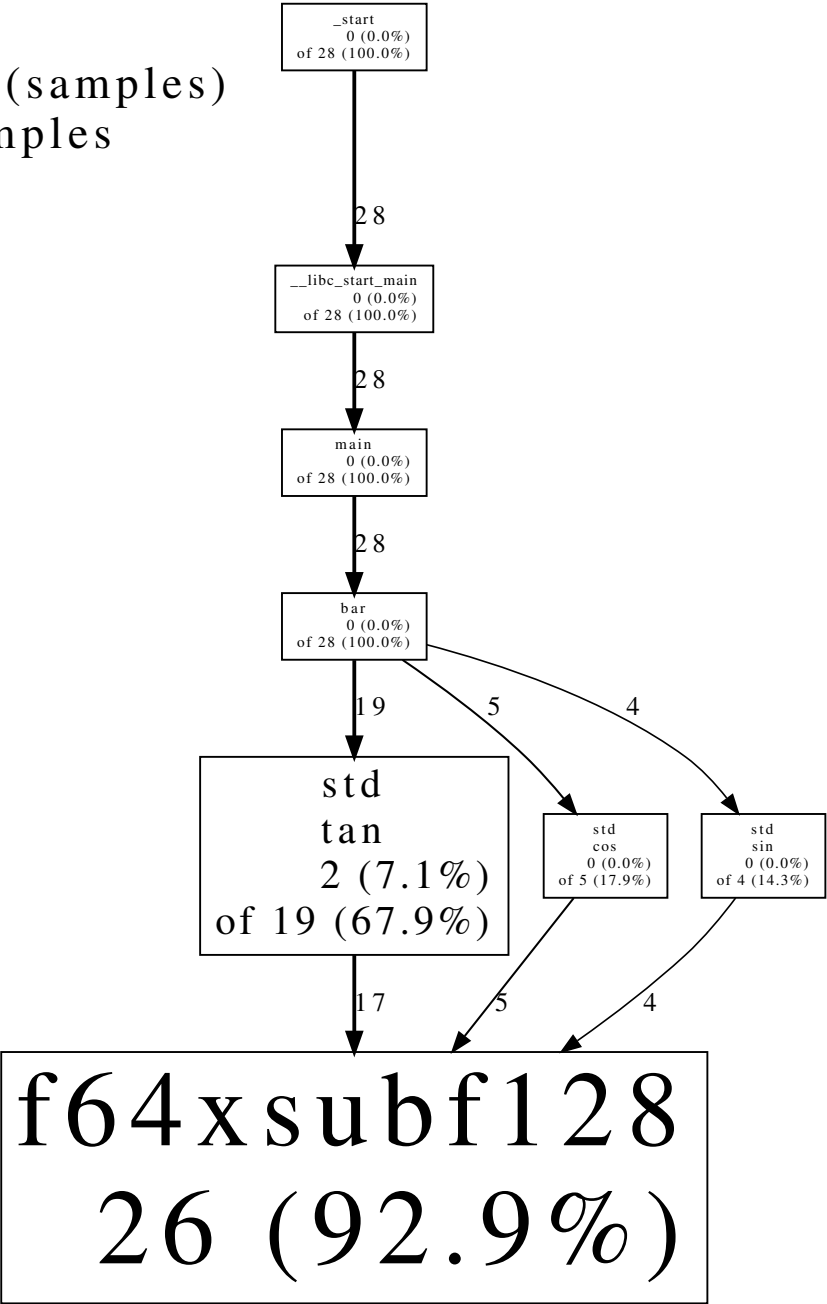 _start
0 (0.0%)
of 28 (100.0%)
(samples)
28
__libc_start_main
0 (0.0%)
of 28 (100.0%)
28
main
0 (0.0%)
of 28 (100.0%)
28
bar
0 (0.0%)
of 28 (100.0%)
19
5
4
std
tan
2 (7.1%)
of 19 (67.9%)
std
cos
0 (0.0%)
of 5 (17.9%)
std
sin
0 (0.0%)
of 4 (14.3%)
17
5
4
f64xsubf128
26 (92.9%)